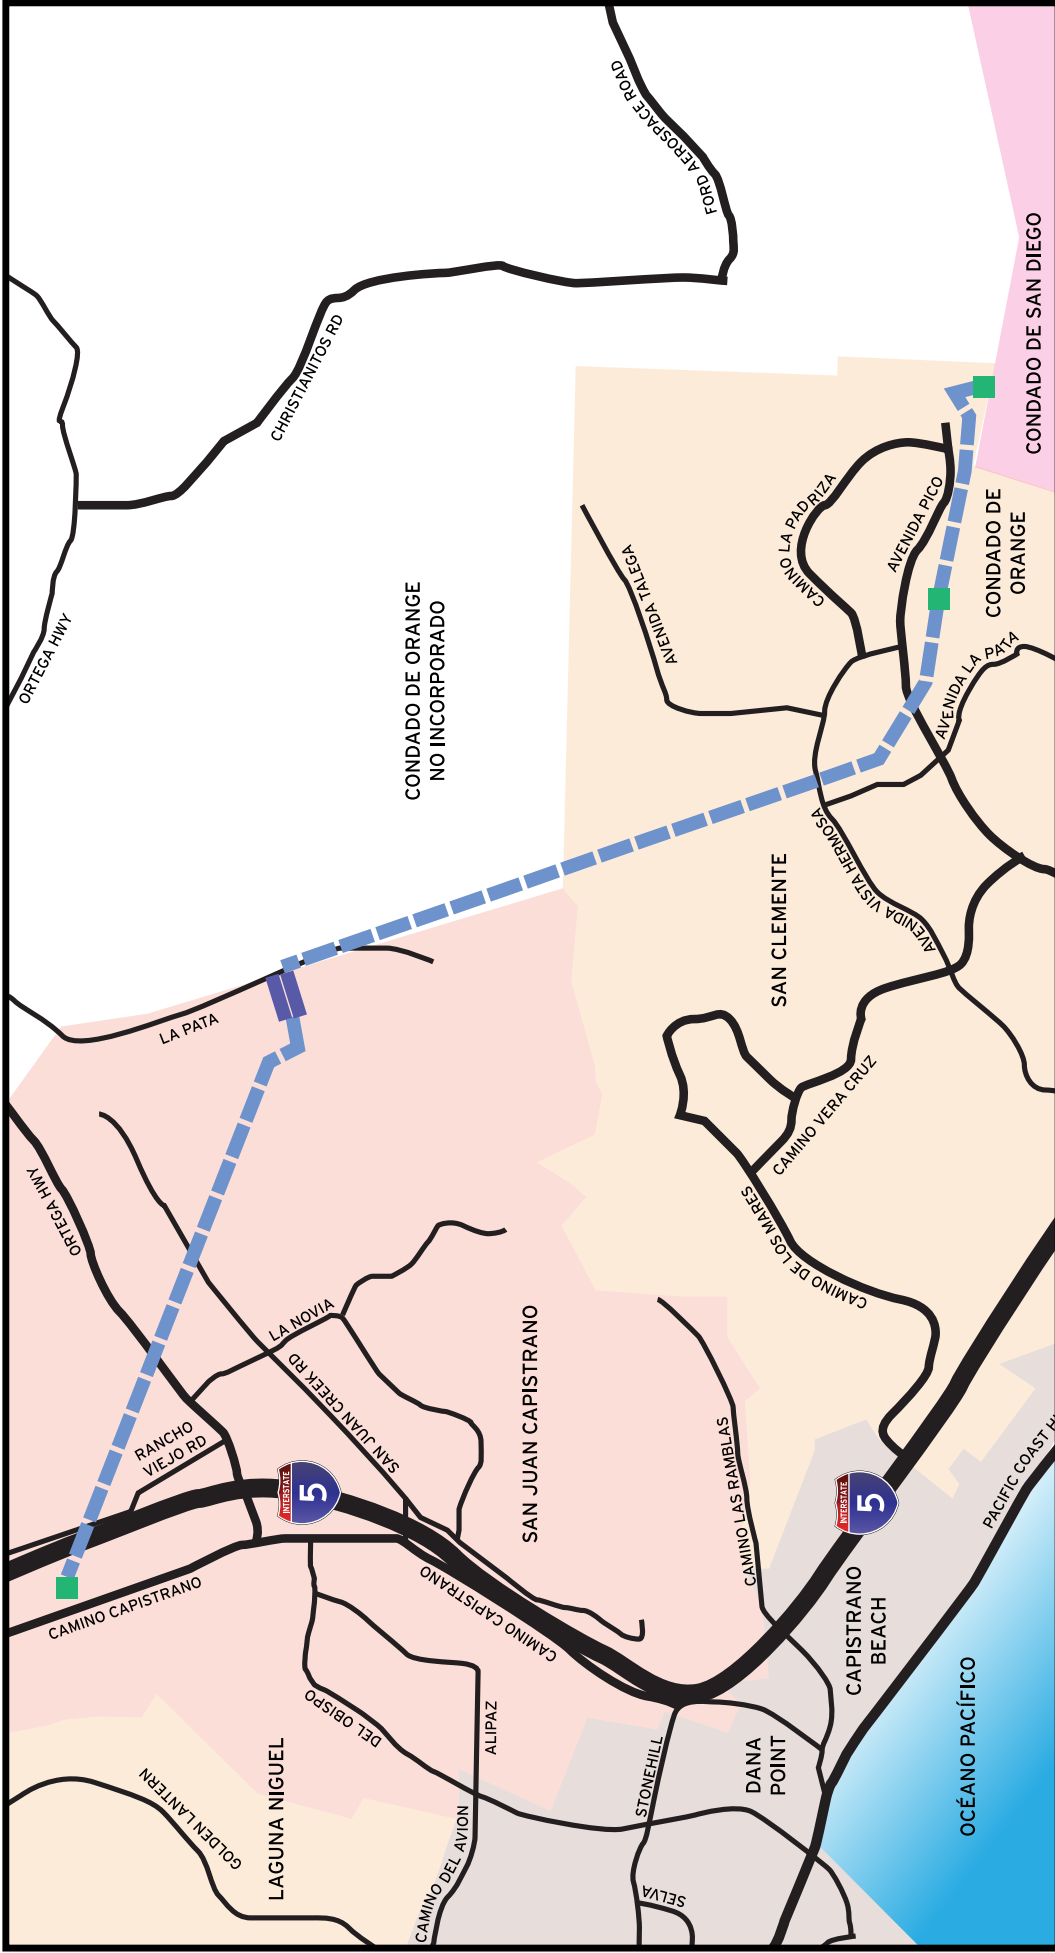 ORTEGA HWY
CHRISTIANITOS RD
FORD AEROSPACE ROAD
CONDADO DE ORANGE
NO INCORPORADO
AVENIDA TALEGA
CAMINO LA PADRIZA
AVENIDA PICO
CONDADO DE
ORANGE
CONDADO DE SAN DIEGO
AVENIDA LA PATA
AVENIDA VISTA HERMOSA
SAN CLEMENTE
LA PATA
CAMINO VERA CRUZ
CAMINO DE LOS MARES
ORTEGA HWY
LA NOVIA
SAN JUAN CREEK RD
RANCHO
VIEJO RD
INTERSTATE
5
SAN JUAN CAPISTRANO
CAMINO LAS RAMBLAS
INTERSTATE
5
PACIFIC COAST H
CAMINO CAPISTRANO
CAMINO CAPISTRANO
CAPISTRANO
BEACH
DEL OBISPO
ALIPAZ
STONEHILL
DANA
POINT
OCÉANO PACÍFICO
GOLDEN LANTERN
LAGUNA NIGUEL
CAMINO DEL AVION
SELVA